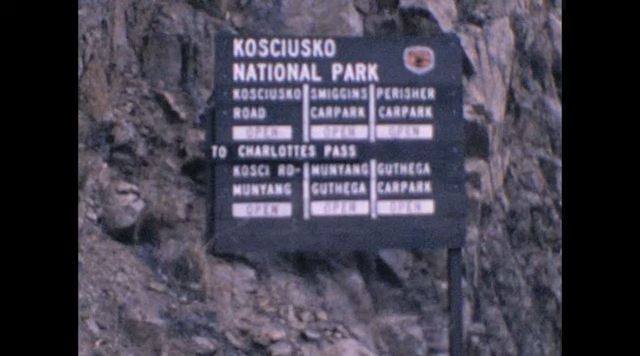 KOSCIUSKO
NATIONAL PARK
KOSCIUSKO SMIGGINS PERISHER
ROAD CARPARK CARPARK
OPEN OPEN OPEN
TO CHARLOTTES PASS
KOSCI RD- MUNYANG GUTHEGA
MUNYANG GUTHEGA CARPARK
OPEN OPEN OPEN